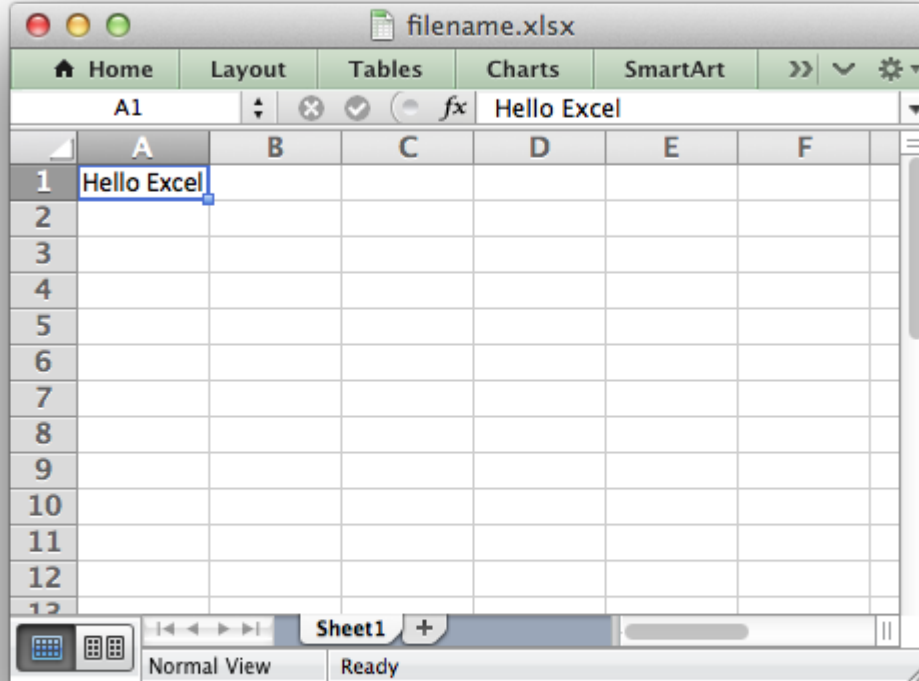 filename.xlsx
Home Layout Tables Charts SmartArt
A1 fx Hello Excel
A B C D E F
1 Hello Excel
2
3
4
5
6
7
8
9
10
11
12
Sheet1 +
Normal View Ready